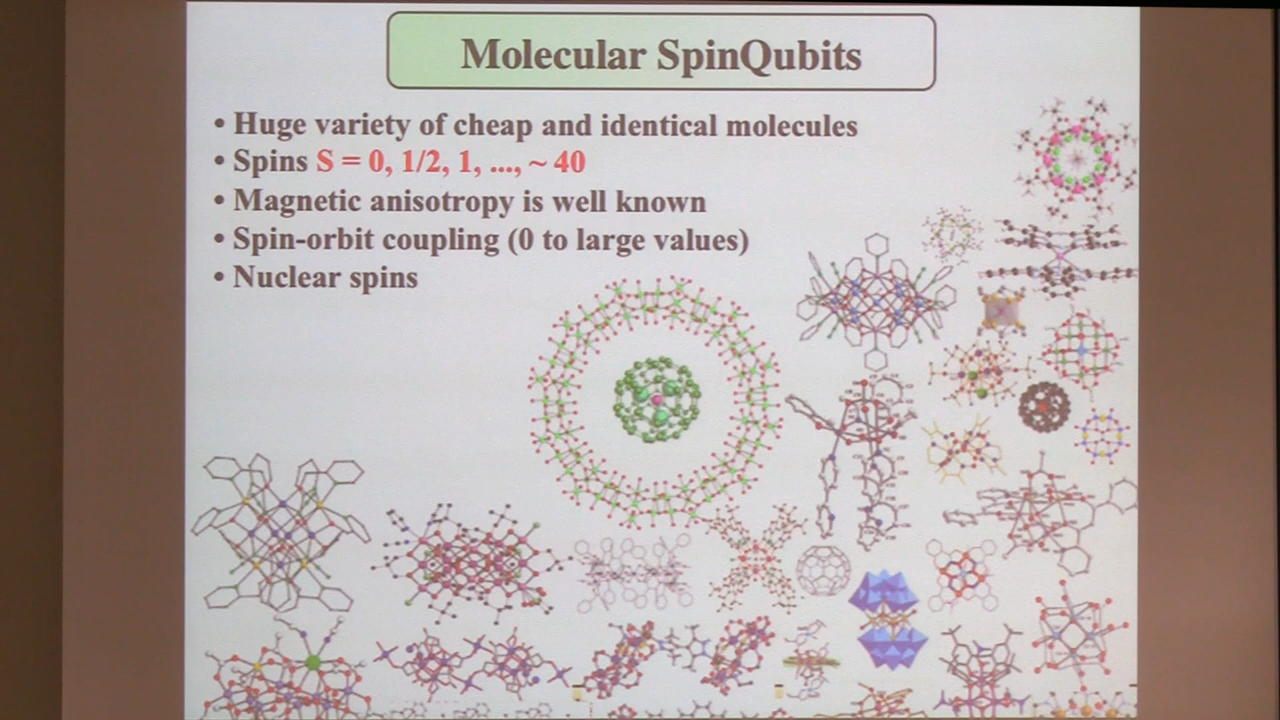 Molecular SpinQubits
• Huge variety of cheap and identical molecules
• Spins S = 0, 1/2, 1, ...., ~ 40
• Magnetic anisotropy is well known
• Spin-orbit coupling (0 to large values)
• Nuclear spins